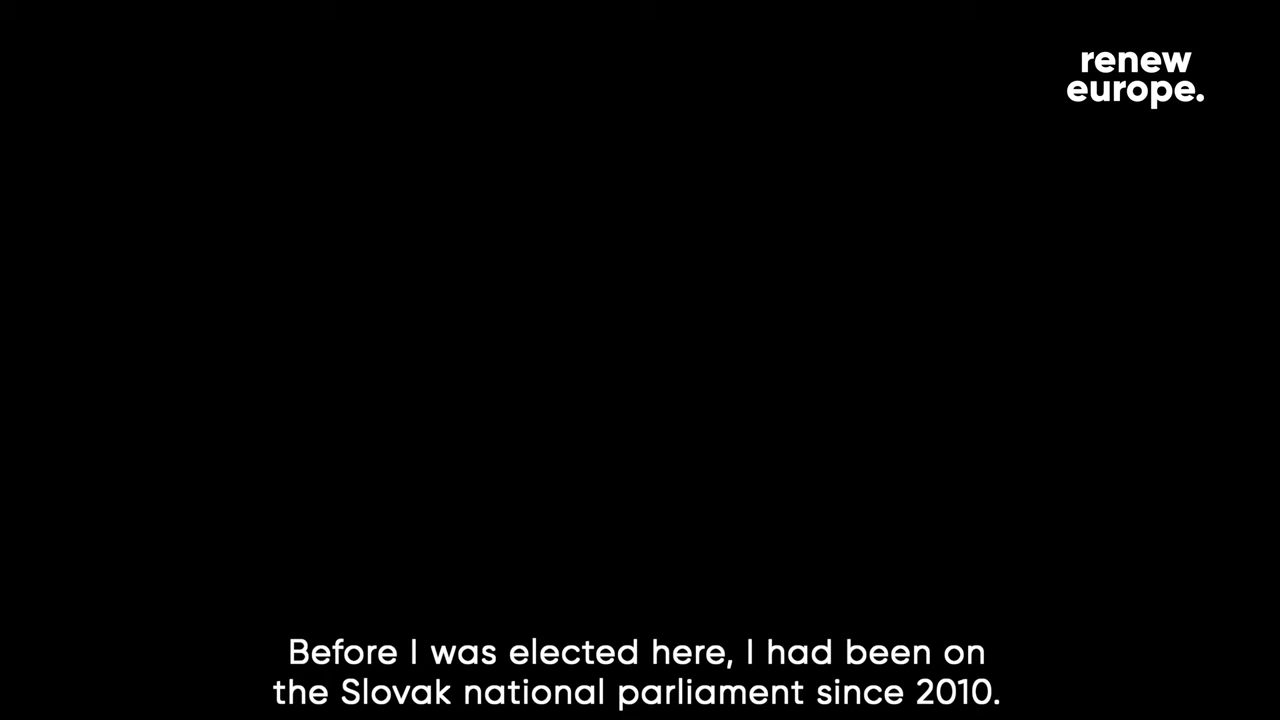 renew
europe.
Before I was elected here, I had been on
the Slovak national parliament since 2010.